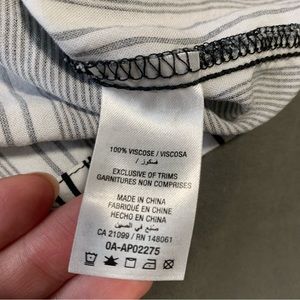 100% VISCOSE / VISCOSA
فسكوز /
EXCLUSIVE OF TRIMS
GARNITURES NON COMPRISES
MADE IN CHINA
FABRIQUÉ EN CHINE
HECHO EN CHINA
صنع في الصين
CA 21099 / RN 148061
0A-AP02275